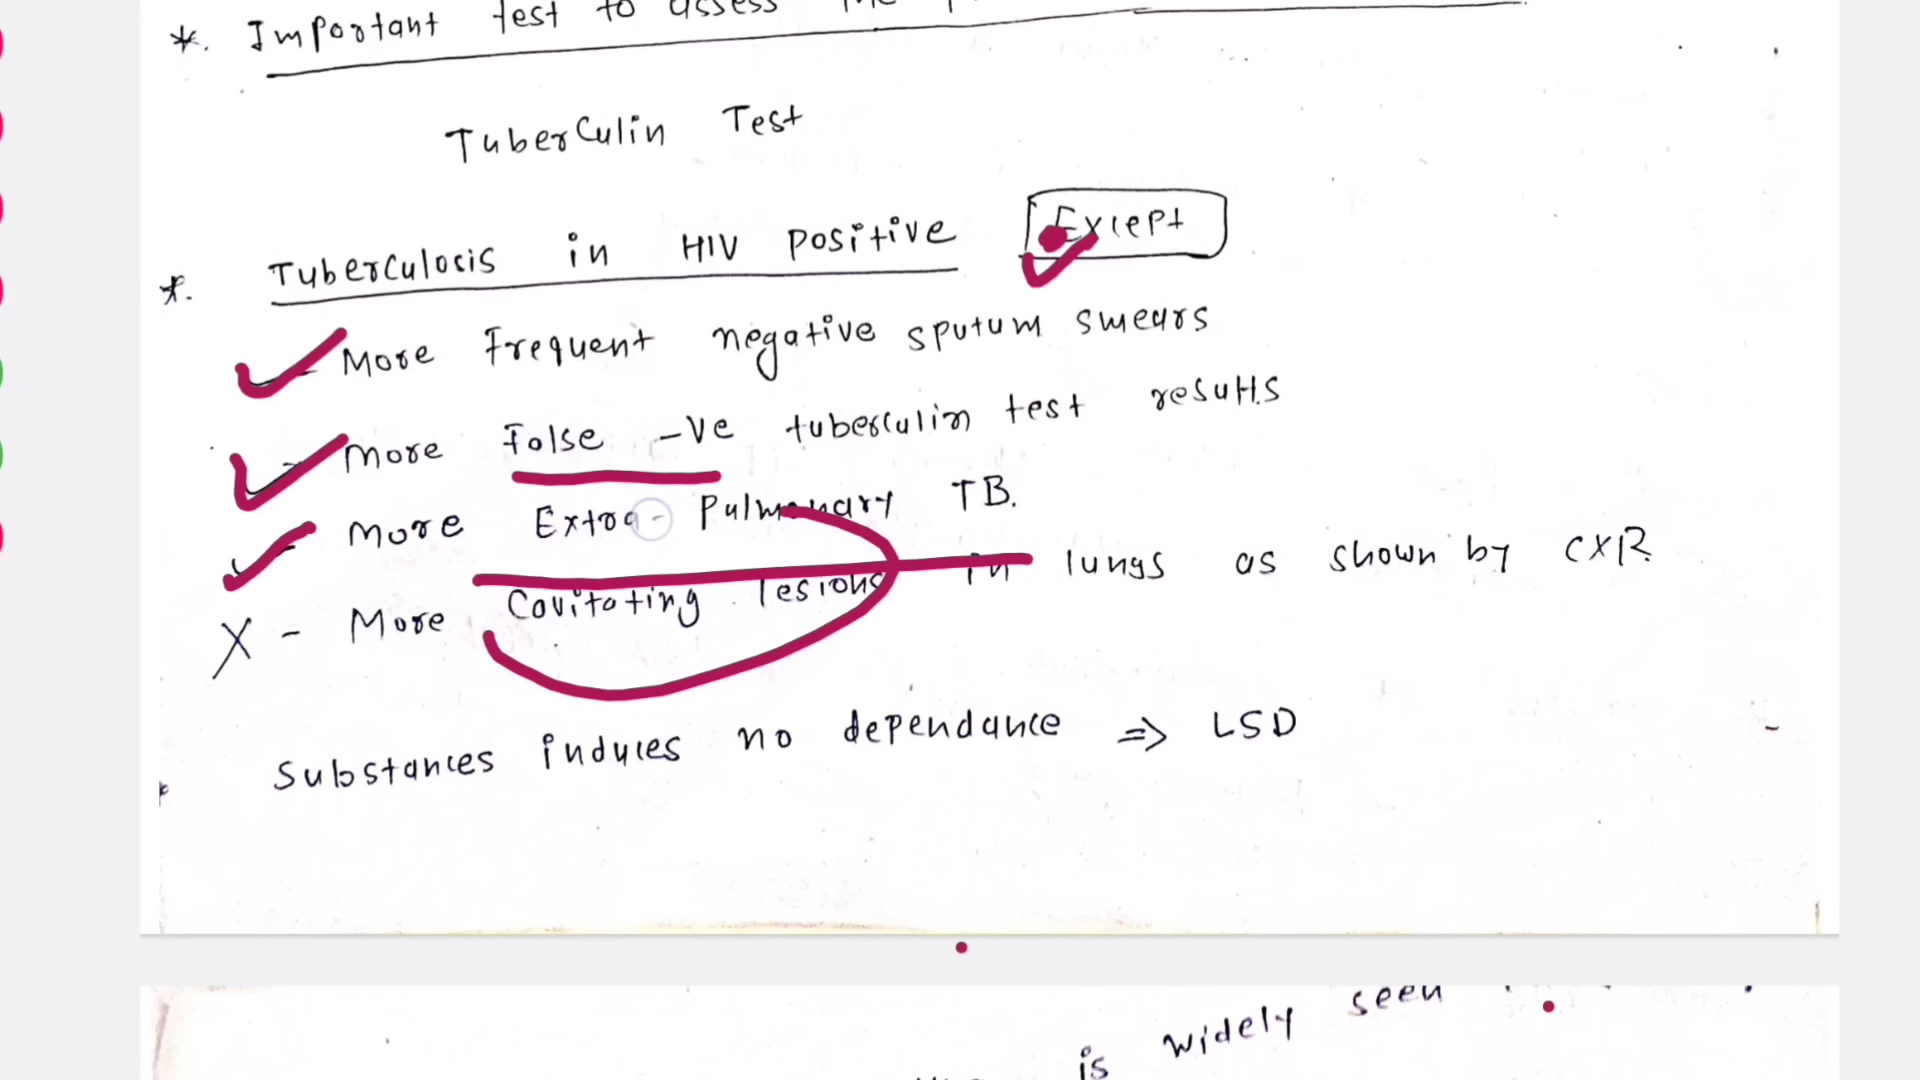 *. Important test to assess the
Tuberculin Test
*. Tuberculosis in HIV positive Except
- More Frequent negative sputum smears
- More False -ve tuberculin test results
- More Extra-Pulmonary TB.
X - More Cavitating lesions in lungs as shown by CXR
Substances induces no dependance => LSD
is widely seen